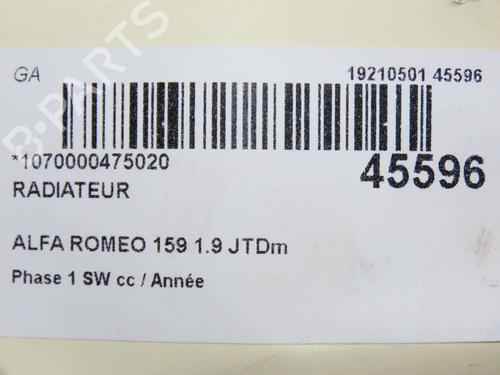 GA
19210501 45596
*1070000475020
45596
RADIATEUR
ALFA ROMEO 159 1.9 JTDm
Phase 1 SW cc / Année
B-PARTS